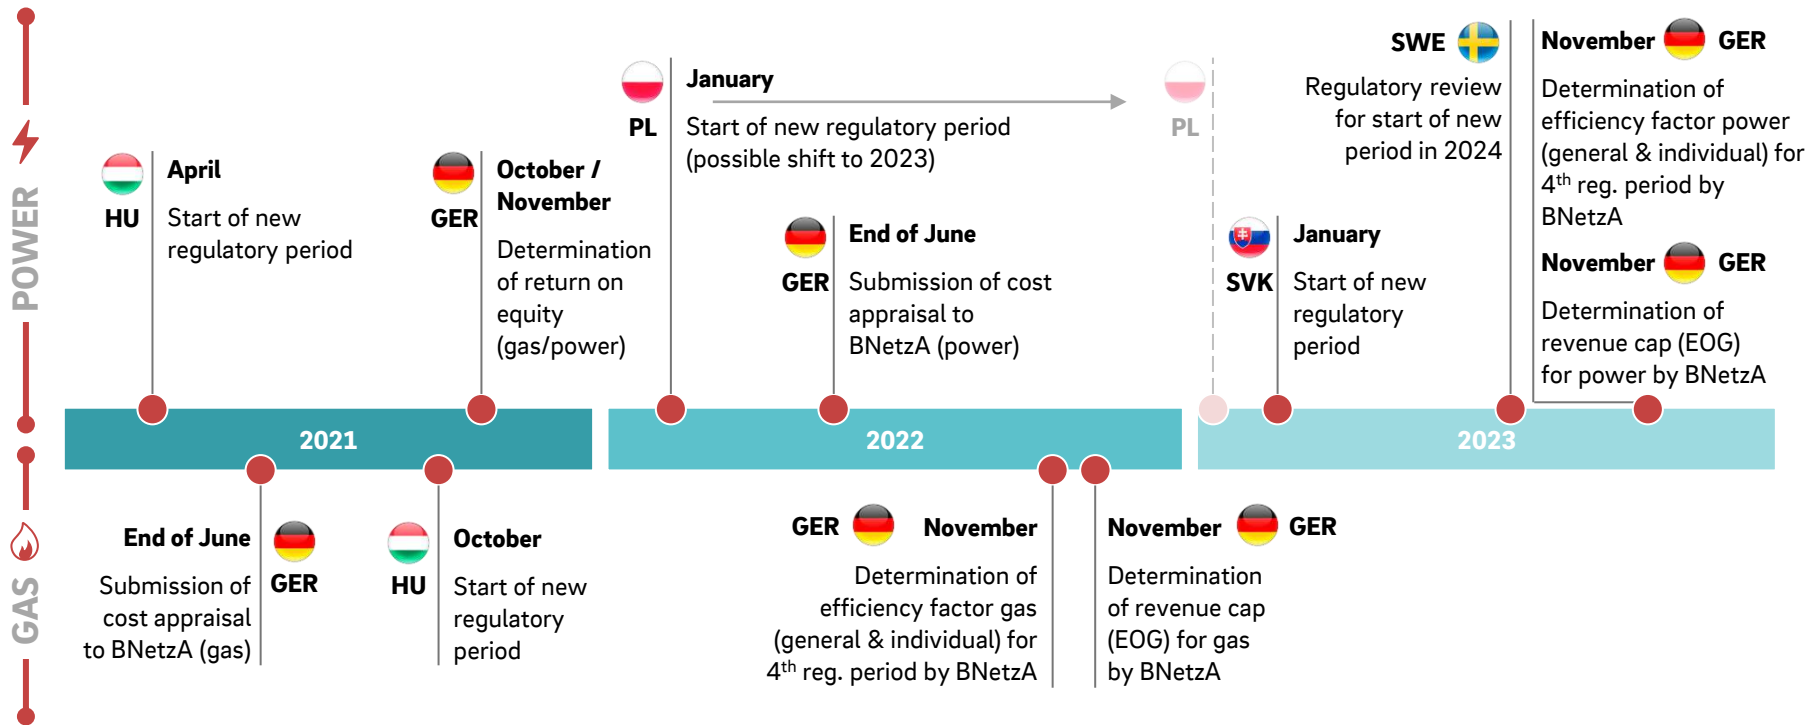 POWER
HU
April
Start of new
regulatory period
GER
October /
November
Determination
of return on
equity
(gas/power)
PL
January
Start of new regulatory period
(possible shift to 2023)
GER
End of June
Submission of cost
appraisal to
BNetzA (power)
PL
SVK
January
Start of new
regulatory
period
SWE
Regulatory review
for start of new
period in 2024
November GER
Determination of
efficiency factor power
(general & individual) for
4th reg. period by
BNetzA
November GER
Determination of
revenue cap (EOG)
for power by BNetzA
2021
2022
2023
GAS
End of June
GER
Submission of
cost appraisal
to BNetzA (gas)
HU
October
Start of new
regulatory
period
GER November
Determination of
efficiency factor gas
(general & individual) for
4th reg. period by BNetzA
November GER
Determination
of revenue cap
(EOG) for gas
by BNetzA